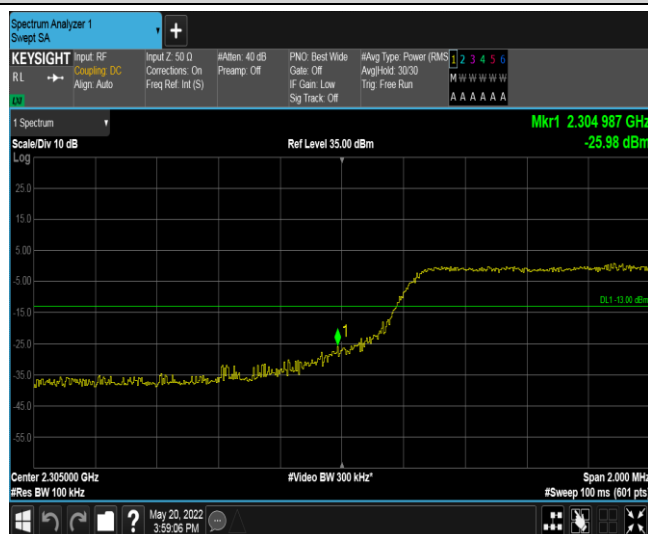 Spectrum Analyzer 1
Swept SA
+
KEYSIGHT Input: RF Input Z: 50 Ω #Atten: 40 dB PNO: Best Wide #Avg Type: Power (RMS 1 2 3 4 5 6
RL Coupling: DC Corrections: On Preamp: Off Gate: Off Avg|Hold: 30/30 M W W W W W
Align: Auto Freq Ref: Int (S) IF Gain: Low Trig: Free Run
Sig Track: Off A A A A A A
1 Spectrum Mkr1 2.304 987 GHz
Scale/Div 10 dB Ref Level 35.00 dBm -25.98 dBm
Log
25.0
15.0
5.00
-5.00
DL1 -13.00 dBm
-15.0
1
-25.0
-35.0
-45.0
-55.0
Center 2.305000 GHz #Video BW 300 kHz* Span 2.000 MHz
#Res BW 100 kHz #Sweep 100 ms (601 pts)
? May 20, 2022
3:59:06 PM